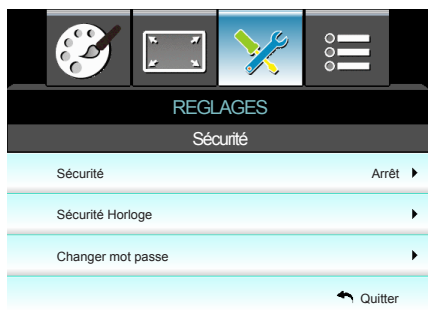 REGLAGES
Sécurité
Sécurité Arrêt
Sécurité Horloge
Changer mot passe
Quitter